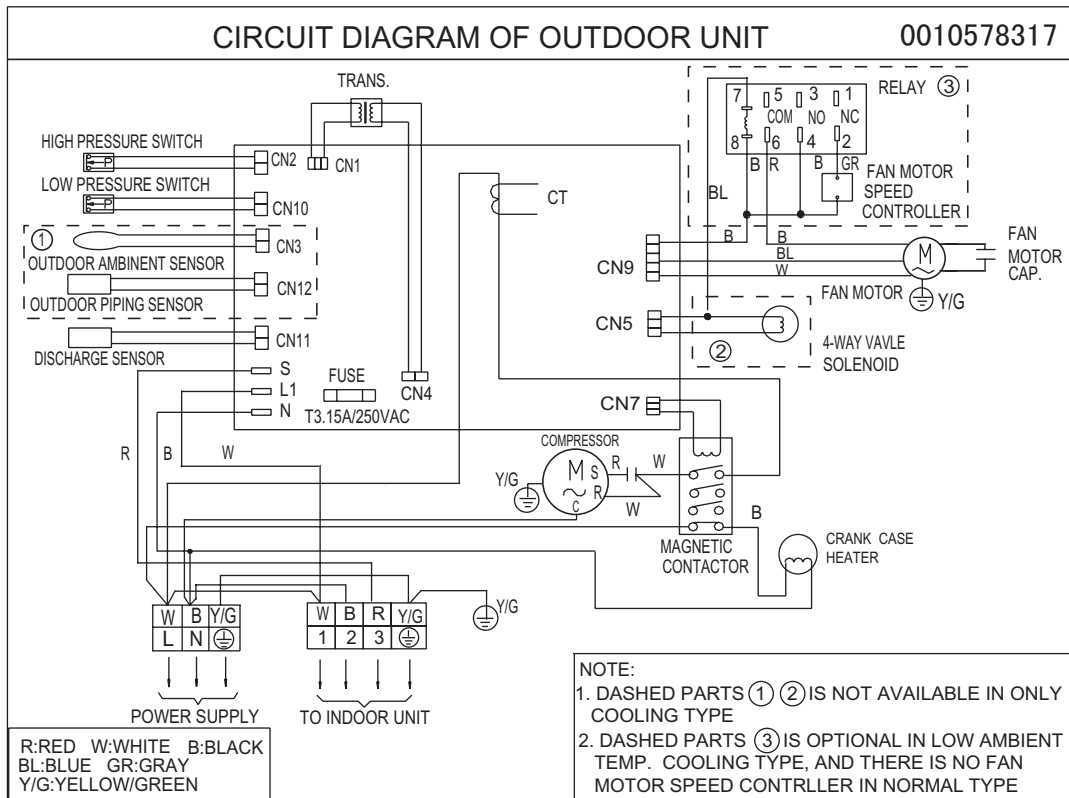 CIRCUIT DIAGRAM OF OUTDOOR UNIT 0010578317
TRANS.
HIGH PRESSURE SWITCH
P
CN2
CN1
LOW PRESSURE SWITCH
P
CN10
①
CN3
OUTDOOR AMBINENT SENSOR
CN12
OUTDOOR PIPING SENSOR
CN11
DISCHARGE SENSOR
S
L1
N
FUSE
T3.15A/250VAC
CN4
CT
7 5 3 1
COM NO NC
8 6 4 2
RELAY ③
B R B GR
FAN MOTOR
SPEED
CONTROLLER
BL
B
B
BL
W
CN9
M
FAN
MOTOR
CAP.
FAN MOTOR
Y/G
CN5
②
4-WAY VAVLE
SOLENOID
CN7
COMPRESSOR
M S
R
C
Y/G
R W
W
B
MAGNETIC
CONTACTOR
CRANK CASE
HEATER
R B W
W B Y/G
L N
W B R Y/G
1 2 3
Y/G
POWER SUPPLY
TO INDOOR UNIT
R:RED W:WHITE B:BLACK
BL:BLUE GR:GRAY
Y/G:YELLOW/GREEN
NOTE:
1. DASHED PARTS ① ② IS NOT AVAILABLE IN ONLY
COOLING TYPE
2. DASHED PARTS ③ IS OPTIONAL IN LOW AMBIENT
TEMP. COOLING TYPE, AND THERE IS NO FAN
MOTOR SPEED CONTRLLER IN NORMAL TYPE